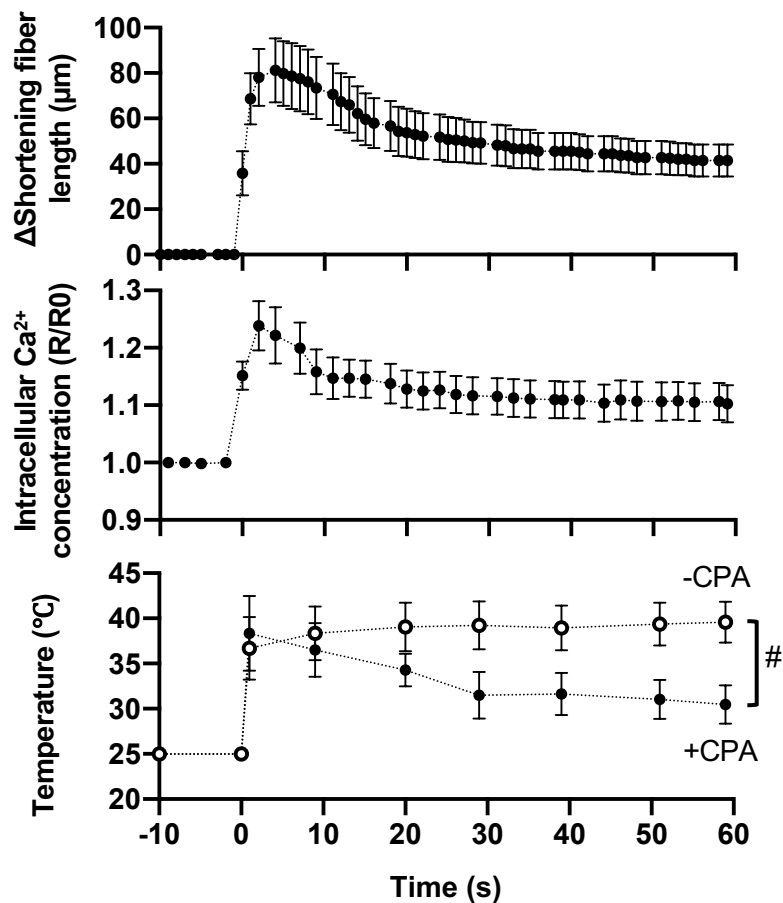 ΔShortening fiber
length (μm)
100
80
60
40
20
0
Intracellular Ca²⁺
concentration (R/R0)
1.3
1.2
1.1
1.0
0.9
Temperature (℃)
45
40
35
30
25
20
-CPA
#
+CPA
-10 0 10 20 30 40 50 60
Time (s)